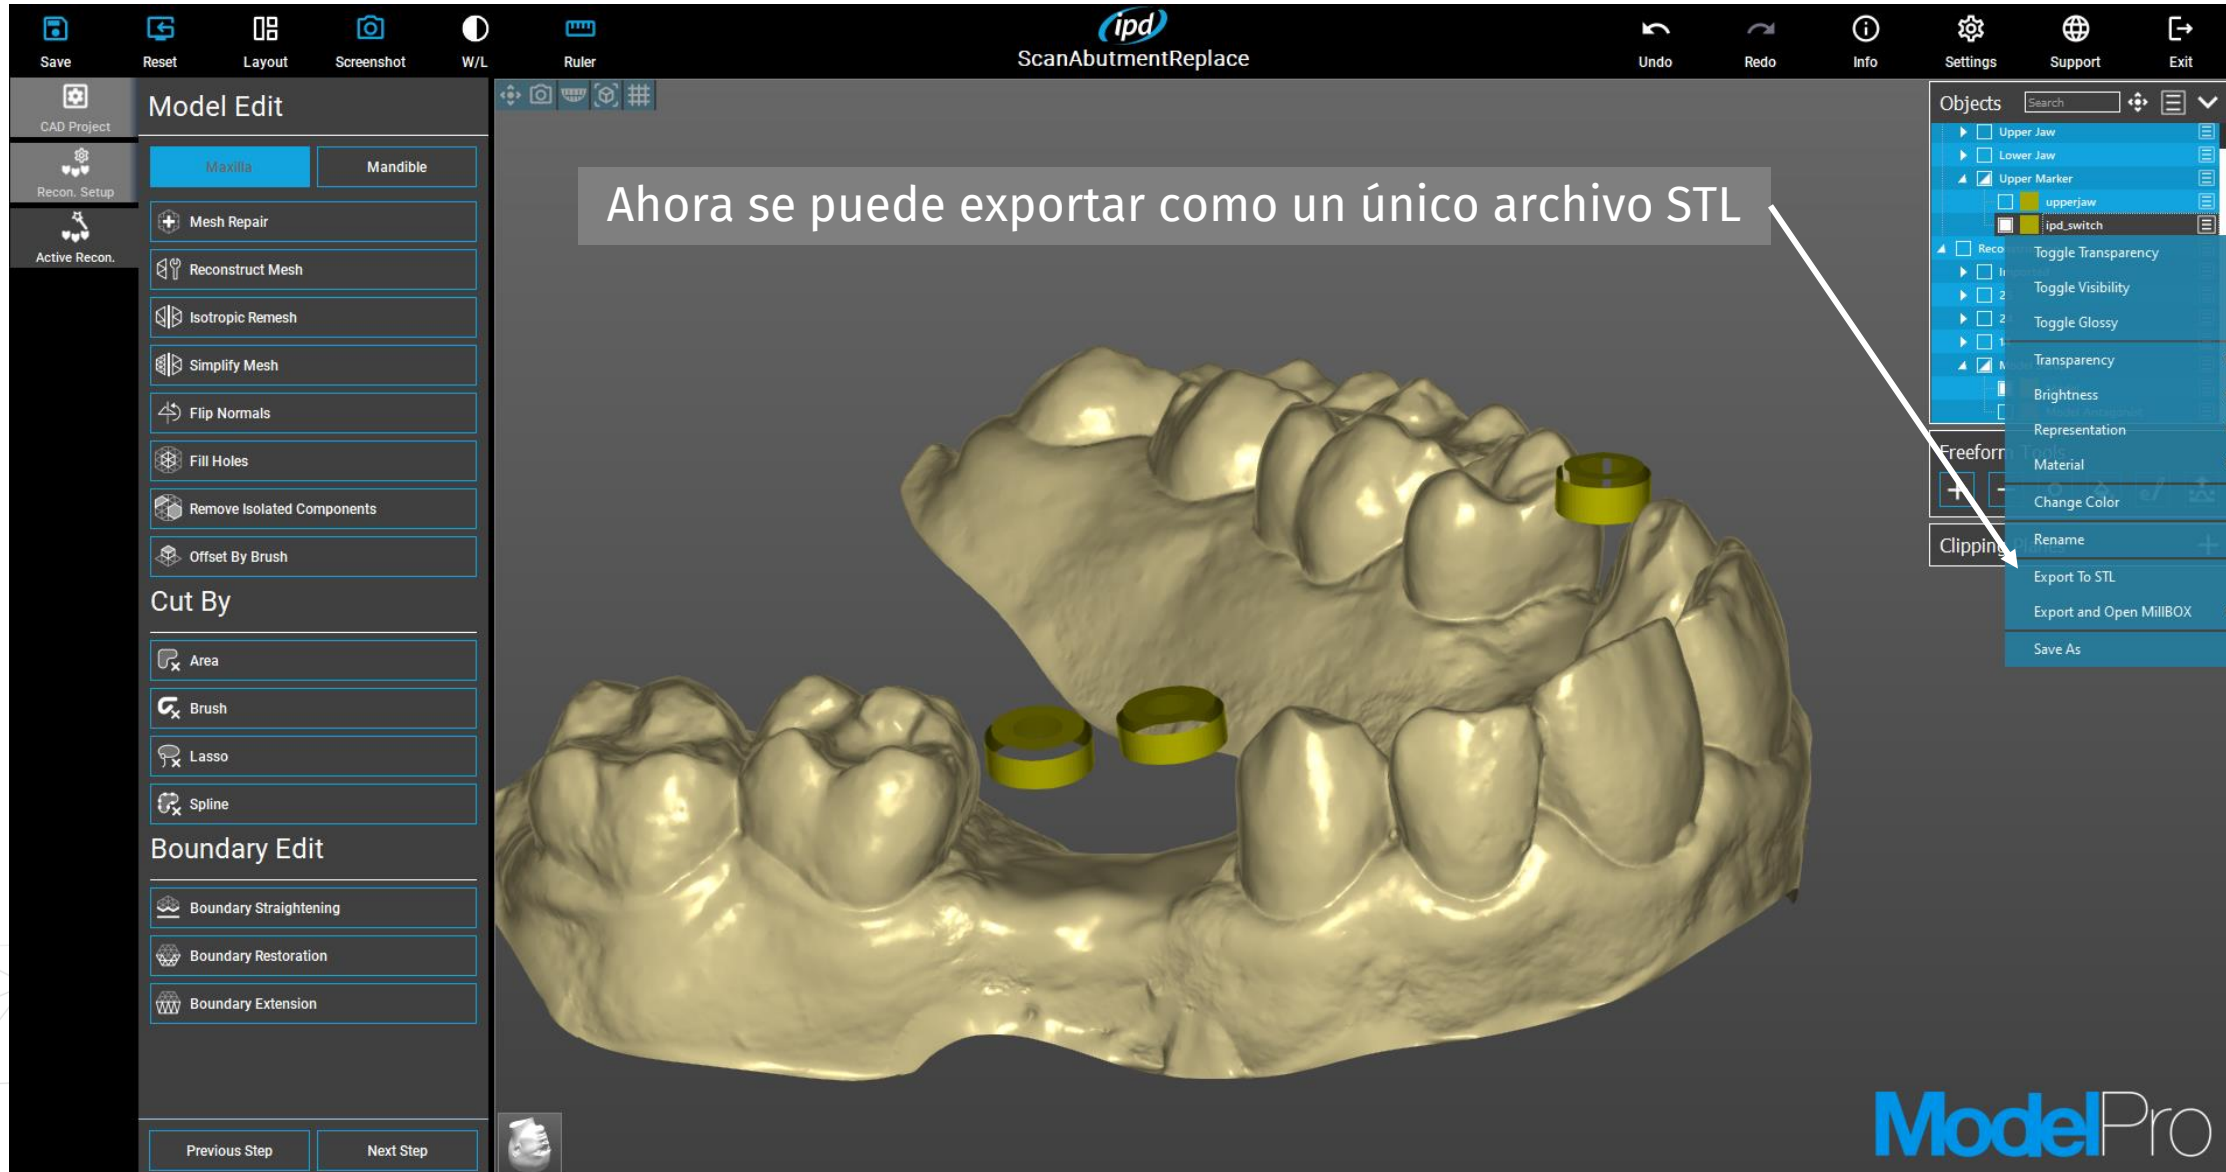 Save
Reset
Layout
Screenshot
W/L
Ruler
ipd
ScanAbutmentReplace
Undo
Redo
Info
Settings
Support
Exit
CAD Project
Recon. Setup
Active Recon.
Model Edit
Maxilla
Mandible
Mesh Repair
Reconstruct Mesh
Isotropic Remesh
Simplify Mesh
Flip Normals
Fill Holes
Remove Isolated Components
Offset By Brush
Cut By
Area
Brush
Lasso
Spline
Boundary Edit
Boundary Straightening
Boundary Restoration
Boundary Extension
Previous Step
Next Step
Ahora se puede exportar como un único archivo STL
Objects
Search
Upper Jaw
Lower Jaw
Upper Marker
upperjaw
ipd_switch
Toggle Transparency
Toggle Visibility
Toggle Glossy
Transparency
Brightness
Representation
Material
Change Color
Rename
Export To STL
Export and Open MillBOX
Save As
Freeform Tools
Clipping Planes
ModelPro